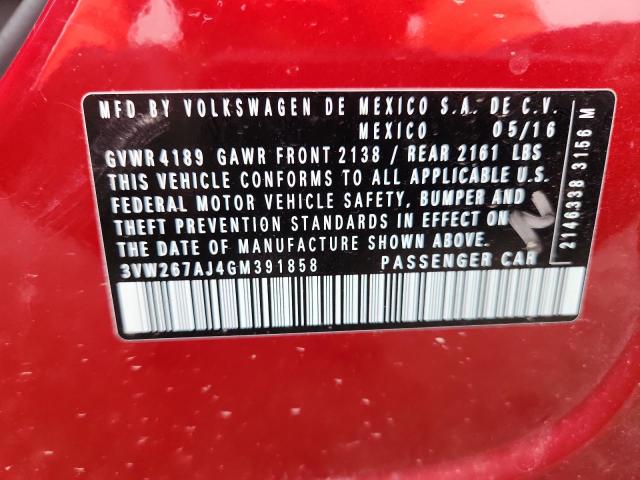 MFD BY VOLKSWAGEN DE MEXICO S.A. DE C.V.
MEXICO 05/16
GVWR 4189 GAWR FRONT 2138 / REAR 2161 LBS
THIS VEHICLE CONFORMS TO ALL APPLICABLE U.S.
FEDERAL MOTOR VEHICLE SAFETY, BUMPER AND
THEFT PREVENTION STANDARDS IN EFFECT ON
THE DATE OF MANUFACTURE SHOWN ABOVE.
3VW267AJ4GM391858 PASSENGER CAR
2146338 3156 M